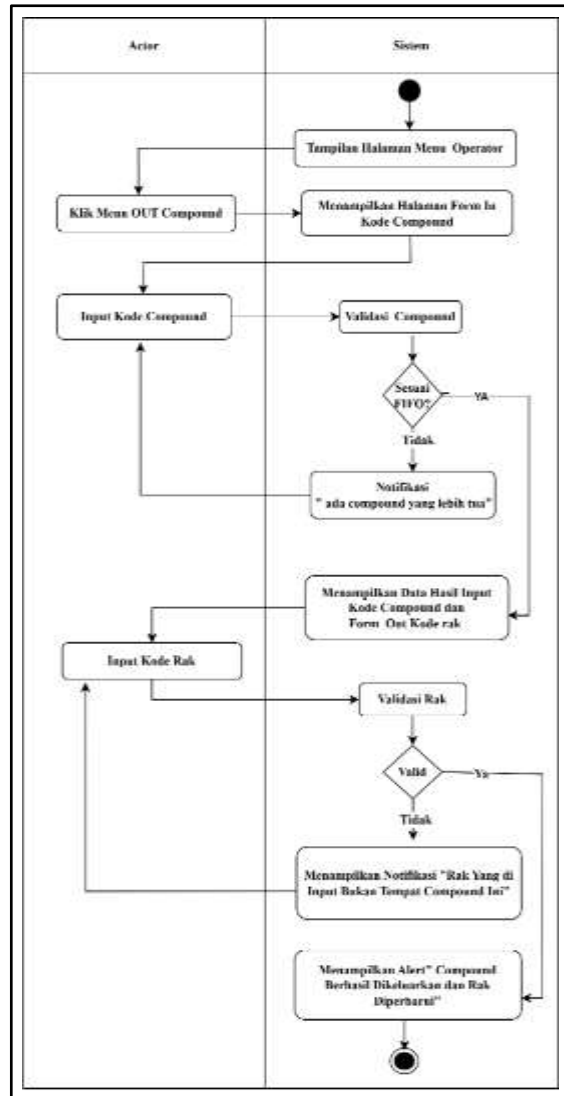 Actor
Sistem
Tampilan Halaman Menu Operator
Klik Menu OUT Compound
Menampilkan Halaman Form In
Kode Compound
Input Kode Compound
Validasi Compound
Sesuai
FIFO?
YA
Tidak
Notifikasi
" ada compound yang lebih tua"
Menampilkan Data Hasil Input
Kode Compound dan
Form Out Kode rak
Input Kode Rak
Validasi Rak
Valid
Ya
Tidak
Menampilkan Notifikasi "Rak Yang di
Input Bukan Tempat Compound Ini"
Menampilkan Alert" Compound
Berhasil Dikeluarkan dan Rak
Diperbarui"